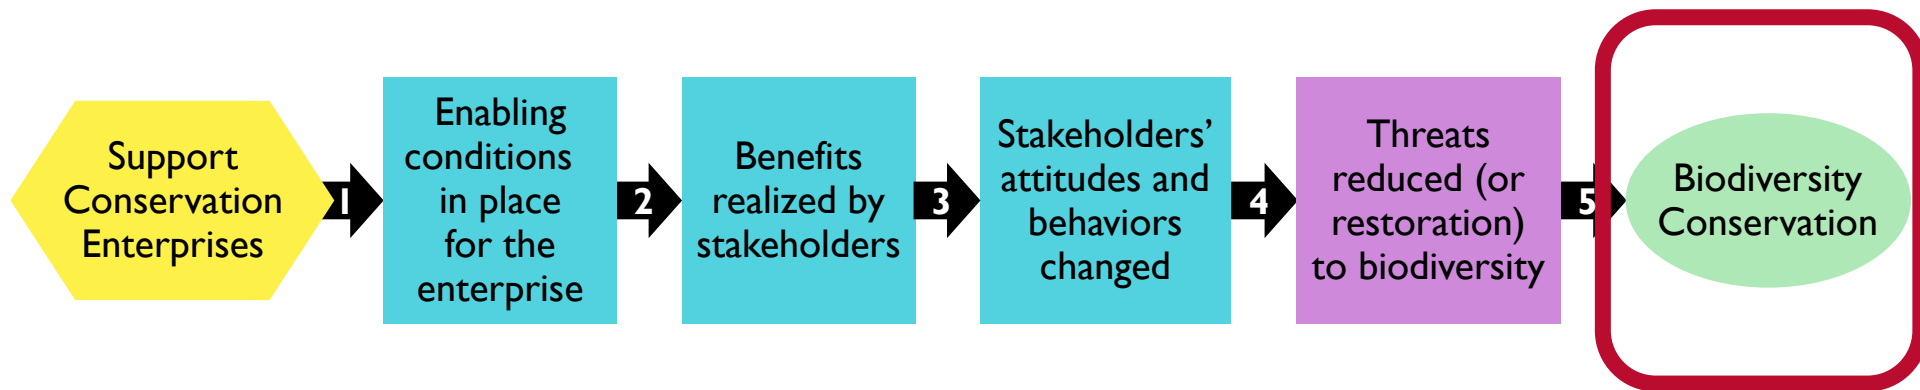 Support
Conservation
Enterprises
1
Enabling
conditions
in place
for the
enterprise
2
Benefits
realized by
stakeholders
3
Stakeholders’
attitudes and
behaviors
changed
4
Threats
reduced (or
restoration)
to biodiversity
5
Biodiversity
Conservation